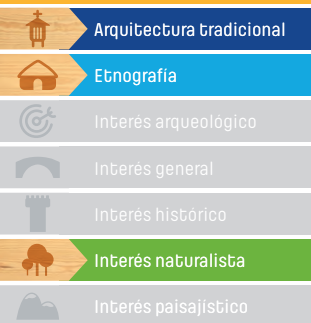 Arquitectura tradicional
Etnografía
Interés arqueológico
Interés general
Interés histórico
Interés naturalista
Interés paisajístico